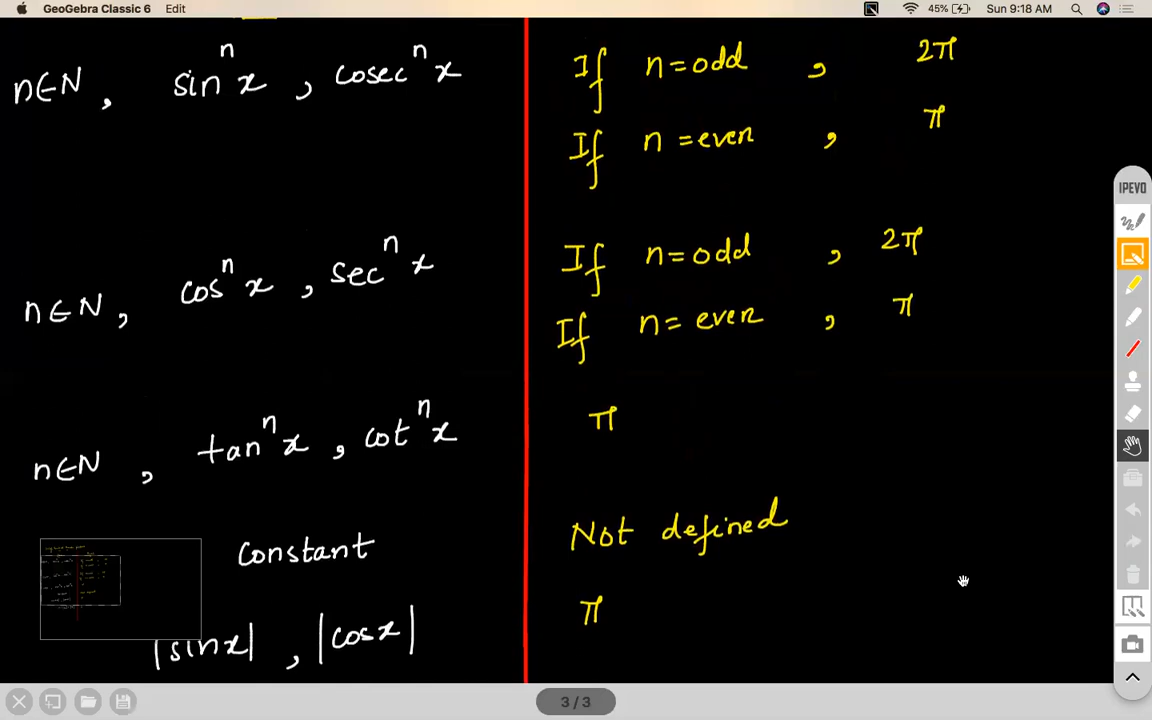 GeoGebra Classic 6 Edit 45% Sun 9:18 AM
n∈N, sinⁿx, cosecⁿx
If n=odd, 2π
If n=even, π
n∈N, cosⁿx, secⁿx
If n=odd, 2π
If n=even, π
n∈N, tanⁿx, cotⁿx
π
constant
Not defined
|sinx|, |cosx|
π
IPEVO
3/3